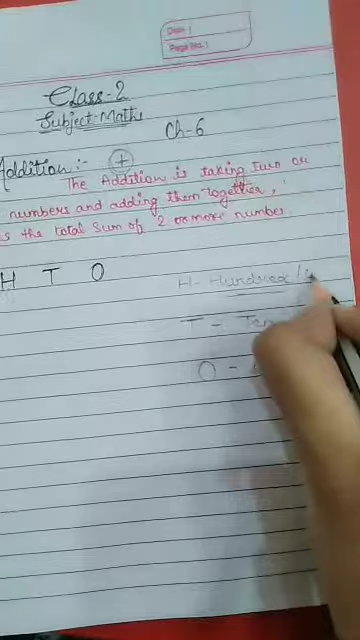 Date :
Page No. :
Class-2
Subject-Maths
Ch-6
Addition :- +
The Addition is taking two or
numbers and adding them together,
is the total sum of 2 or more number
H T O
H- Hundred
T - Ten
O -